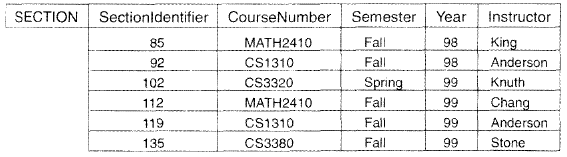 SECTION SectionIdentifier CourseNumber Semester Year Instructor
85 MATH2410 Fall 98 King
92 CS1310 Fall 98 Anderson
102 CS3320 Spring 99 Knuth
112 MATH2410 Fall 99 Chang
119 CS1310 Fall 99 Anderson
135 CS3380 Fall 99 Stone